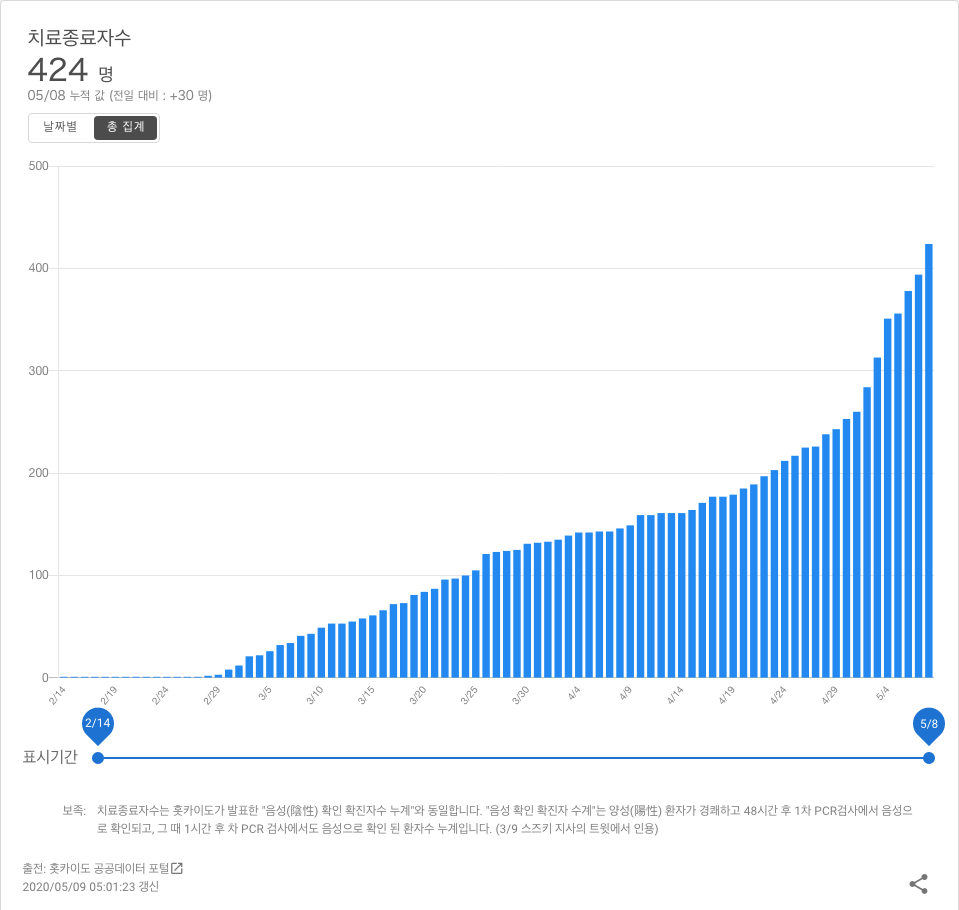 치료종료자수
424 명
05/08 누적 값 (전일 대비 : +30 명)
날짜별 총 집계
500
400
300
200
100
0
2/14 2/19 2/24 2/29 3/5 3/10 3/15 3/20 3/25 3/30 4/4 4/9 4/14 4/19 4/24 4/29 5/4
2/14 5/8
표시기간
보족: 치료종료자수는 홋카이도가 발표한 "음성(陰性) 확인 확진자수 누계"와 동일합니다. "음성 확인 확진자 수계"는 양성(陽性) 환자가 경쾌하고 48시간 후 1차 PCR검사에서 음성으
로 확인되고, 그 때 1시간 후 차 PCR 검사에서도 음성으로 확인 된 환자수 누계입니다. (3/9 스즈키 지사의 트윗에서 인용)
출전: 홋카이도 공공데이터 포털
2020/05/09 05:01:23 갱신